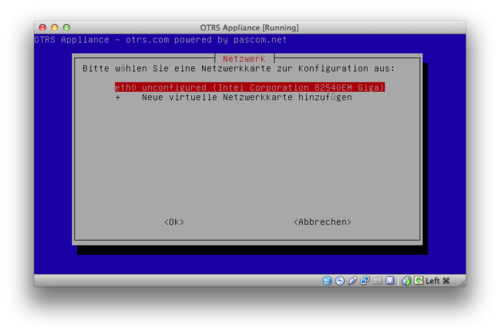 OTRS Appliance [Running]
OTRS Appliance - otrs.com powered by pascom.net
Netzwerk
Bitte wählen Sie eine Netzwerkkarte zur Konfiguration aus:
eth0 unconfigured (Intel Corporation 82540EM Giga)
+ Neue virtuelle Netzwerkkarte hinzufügen
<Ok> <Abbrechen>
Left ⌘